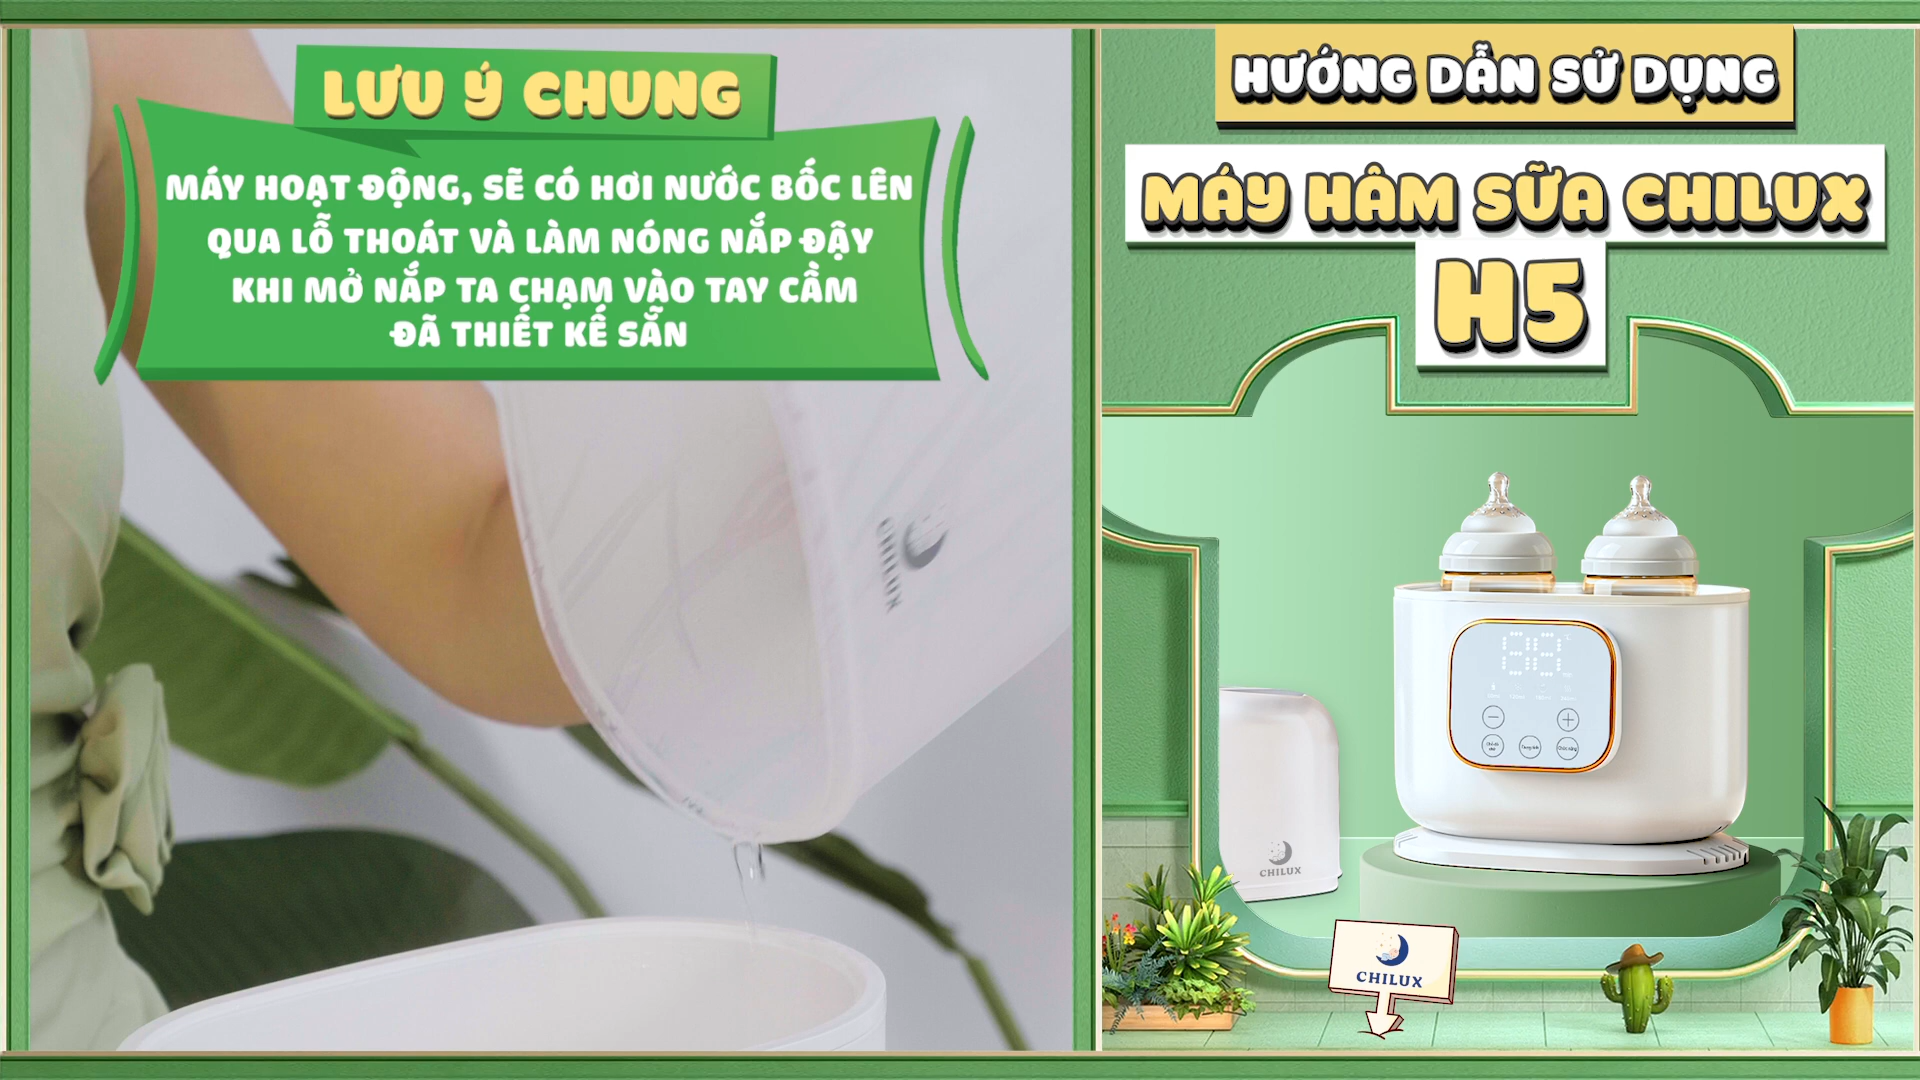 LƯU Ý CHUNG
MÁY HOẠT ĐỘNG, SẼ CÓ HƠI NƯỚC BỐC LÊN
QUA LỖ THOÁT VÀ LÀM NÓNG NẮP ĐẬY
KHI MỞ NẮP TA CHẠM VÀO TAY CẦM
ĐÃ THIẾT KẾ SẴN
CHILUX
HƯỚNG DẪN SỬ DỤNG
MÁY HÂM SỮA CHILUX
H5
88
CHILUX
CHILUX